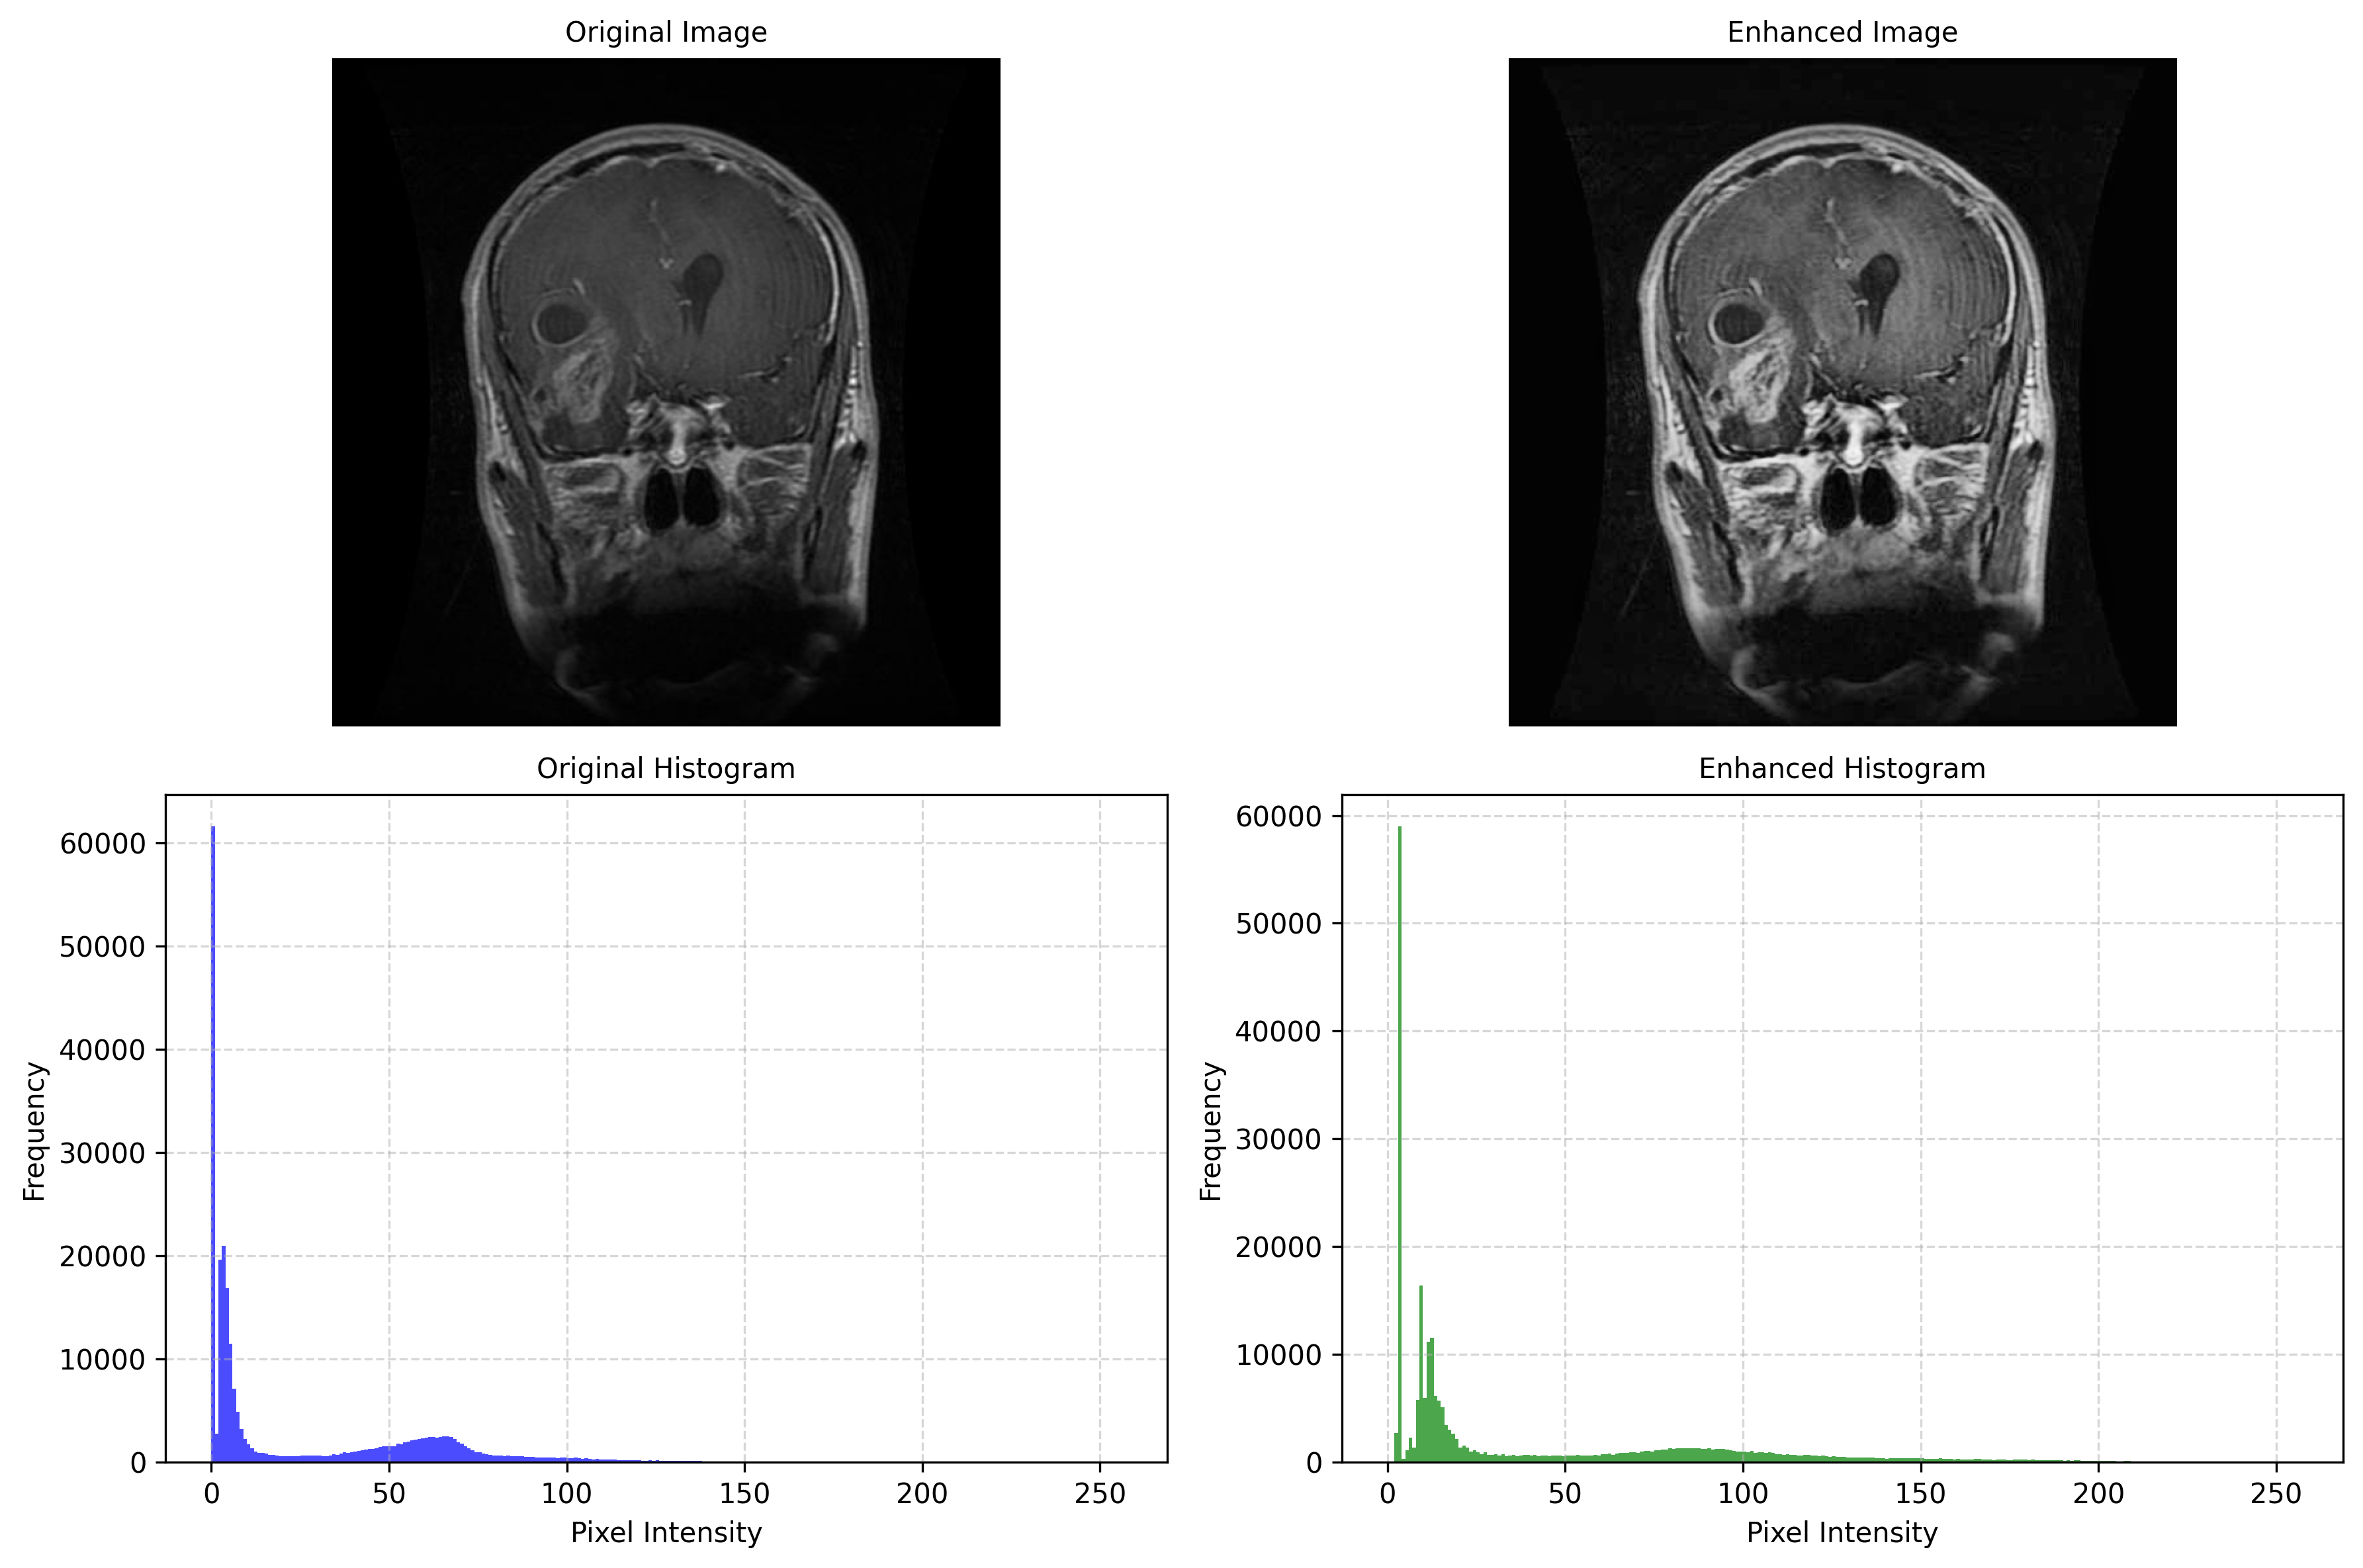 Original Image
Enhanced Image
Original Histogram
Enhanced Histogram
60000
50000
40000
30000
20000
10000
0
Frequency
0 50 100 150 200 250
Pixel Intensity
60000
50000
40000
30000
20000
10000
0
Frequency
0 50 100 150 200 250
Pixel Intensity